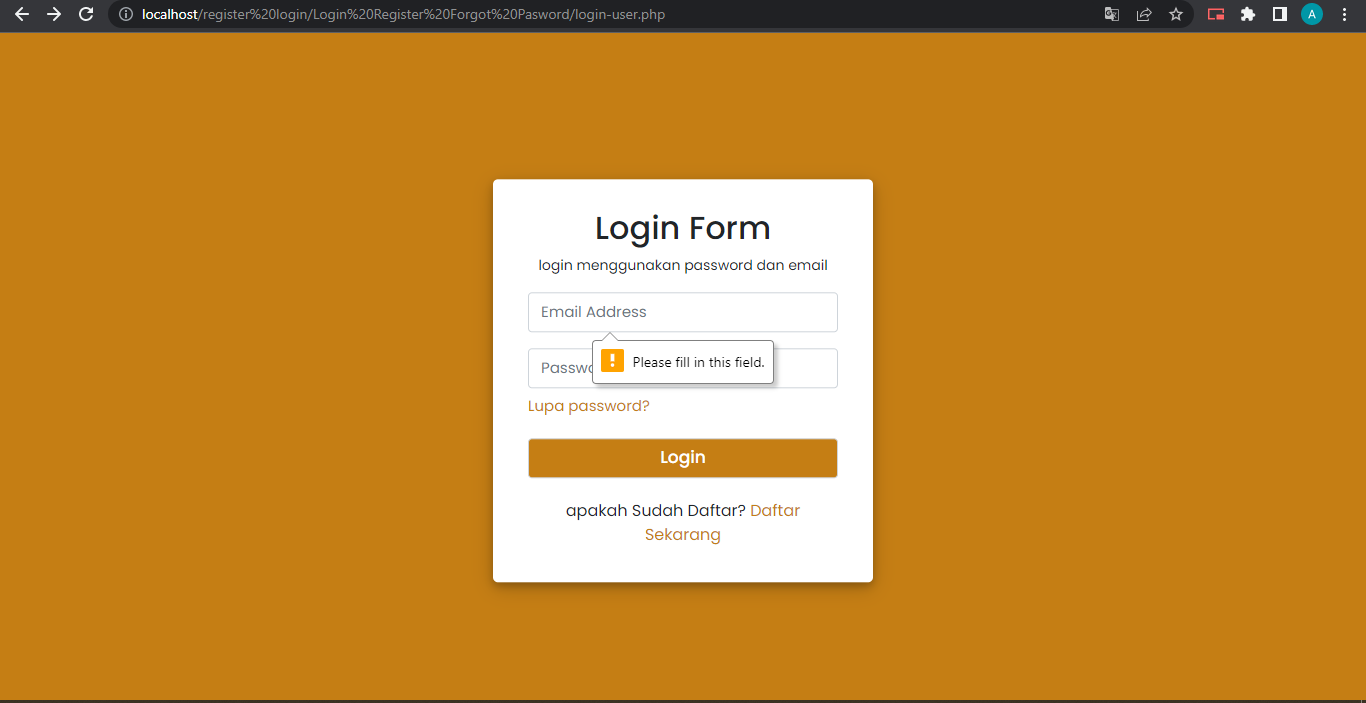 localhost/register%20login/Login%20Register%20Forgot%20Pasword/login-user.php
A
Login Form
login menggunakan password dan email
Email Address
Please fill in this field.
Lupa password?
Login
apakah Sudah Daftar? Daftar
Sekarang